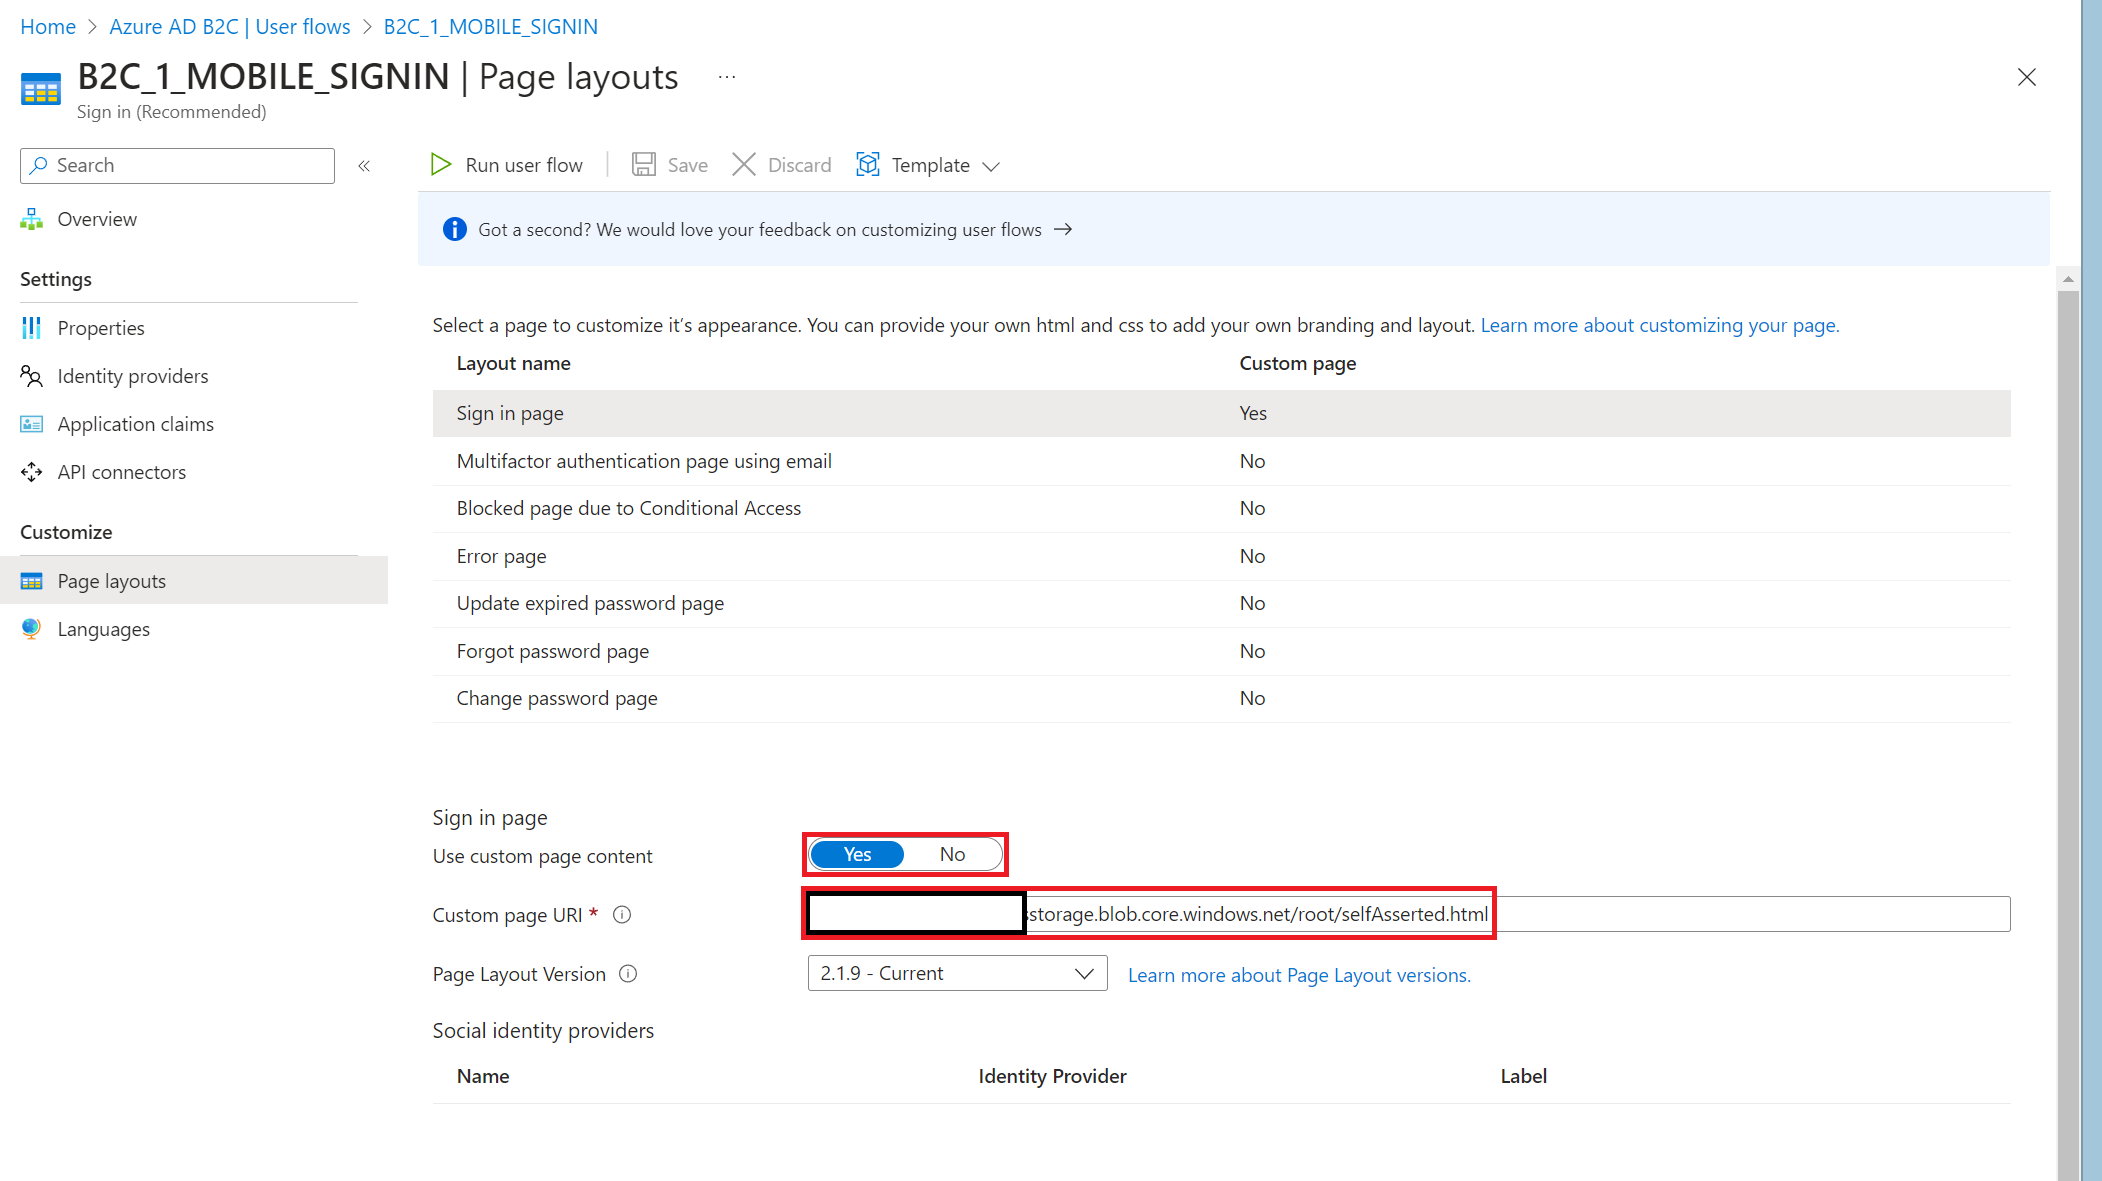 Home > Azure AD B2C | User flows > B2C_1_MOBILE_SIGNIN
B2C_1_MOBILE_SIGNIN | Page layouts ...
Sign in (Recommended)
Search «
Run user flow | Save Discard Template
Overview
Got a second? We would love your feedback on customizing user flows →
Settings
Properties
Identity providers
Application claims
API connectors
Customize
Page layouts
Languages
Select a page to customize it's appearance. You can provide your own html and css to add your own branding and layout. Learn more about customizing your page.
Layout name Custom page
Sign in page Yes
Multifactor authentication page using email No
Blocked page due to Conditional Access No
Error page No
Update expired password page No
Forgot password page No
Change password page No
Sign in page
Use custom page content Yes No
Custom page URI * storage.blob.core.windows.net/root/selfAsserted.html
Page Layout Version 2.1.9 - Current Learn more about Page Layout versions.
Social identity providers
Name Identity Provider Label